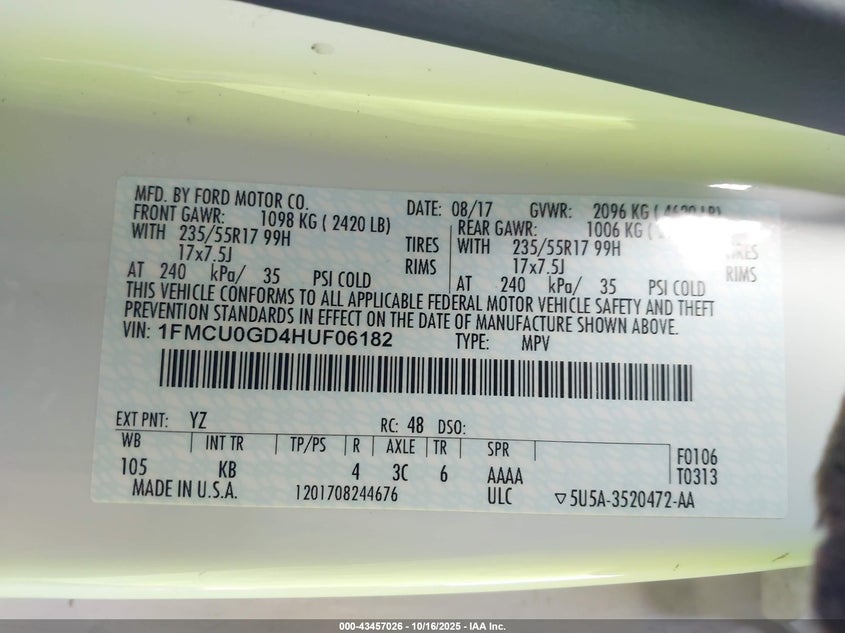 MFD. BY FORD MOTOR CO. DATE: 08/17 GVWR: 2096 KG ( 4620 LB)
FRONT GAWR: 1098 KG ( 2420 LB) REAR GAWR: 1006 KG (
WITH 235/55R17 99H TIRES WITH 235/55R17 99H TIRES
17x7.5J RIMS 17x7.5J RIMS
AT 240 kPa/ 35 PSI COLD AT 240 kPa/ 35 PSI COLD
THIS VEHICLE CONFORMS TO ALL APPLICABLE FEDERAL MOTOR VEHICLE SAFETY AND THEFT
PREVENTION STANDARDS IN EFFECT ON THE DATE OF MANUFACTURE SHOWN ABOVE.
VIN: 1FMCU0GD4HUF06182 TYPE: MPV
EXT PNT: YZ RC: 48 DSO:
WB INT TR TP/PS R AXLE TR SPR F0106
105 KB 4 3C 6 AAAA T0313
MADE IN U.S.A. 1201708244676 ULC ▽5U5A-3520472-AA
000-43457026 - 10/16/2025 - IAA Inc.